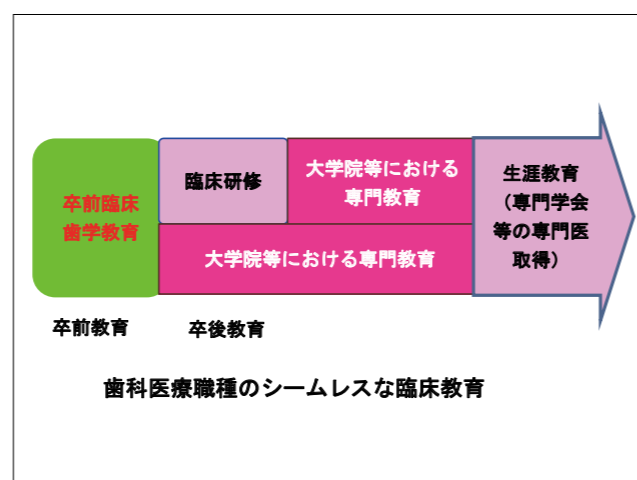 卒前臨床
歯学教育
臨床研修
大学院等における
専門教育
大学院等における専門教育
生涯教育
（専門学会
等の専門医
取得）
卒前教育
卒後教育
歯科医療職種のシームレスな臨床教育